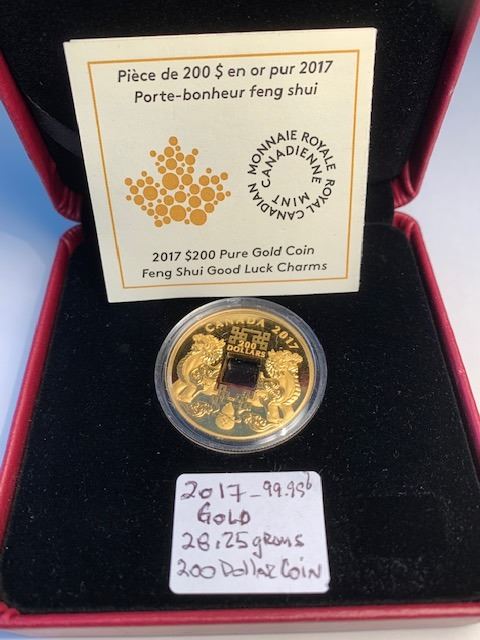 Pièce de 200 $ en or pur 2017
Porte-bonheur feng shui
MONNAIE ROYALE CANADIENNE
ROYAL CANADIAN MINT
2017 $200 Pure Gold Coin
Feng Shui Good Luck Charms
CANADA 2017
200
DOLLARS
2017-99.99%
GOLD
28.25 grams
200 Dollar Coin